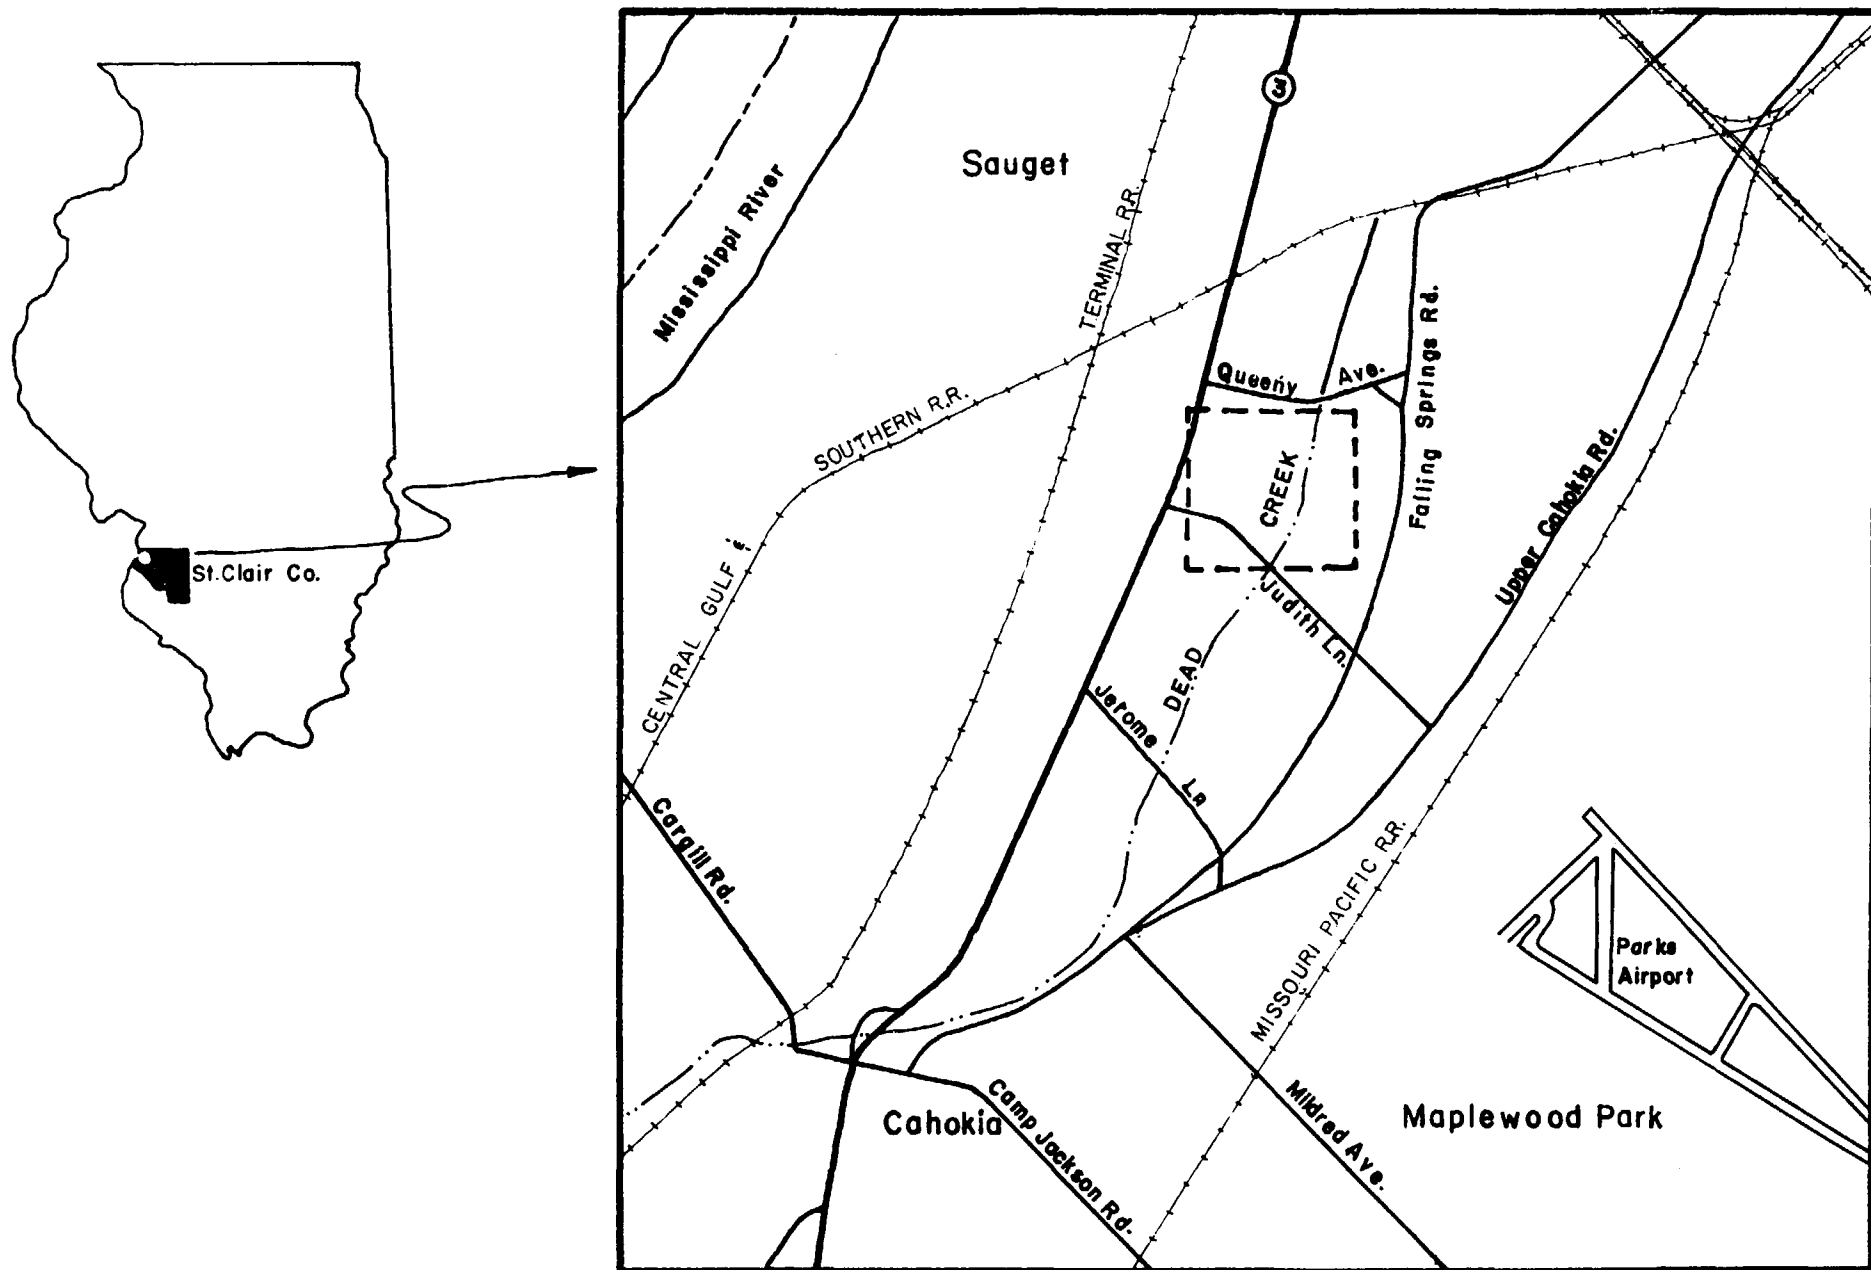 St. Clair Co.
3
Sauget
Mississippi River
TERMINAL R.R.
SOUTHERN R.R.
CENTRAL GULF &
Queeny Ave.
Falling Springs Rd.
CREEK
DEAD
Upper Cahokia Rd.
Judith Ln.
Jerome Ln
Cargill Rd.
MISSOURI PACIFIC R.R.
Parks
Airport
Cahokia
Camp Jackson Rd.
Mildred Ave.
Maplewood Park